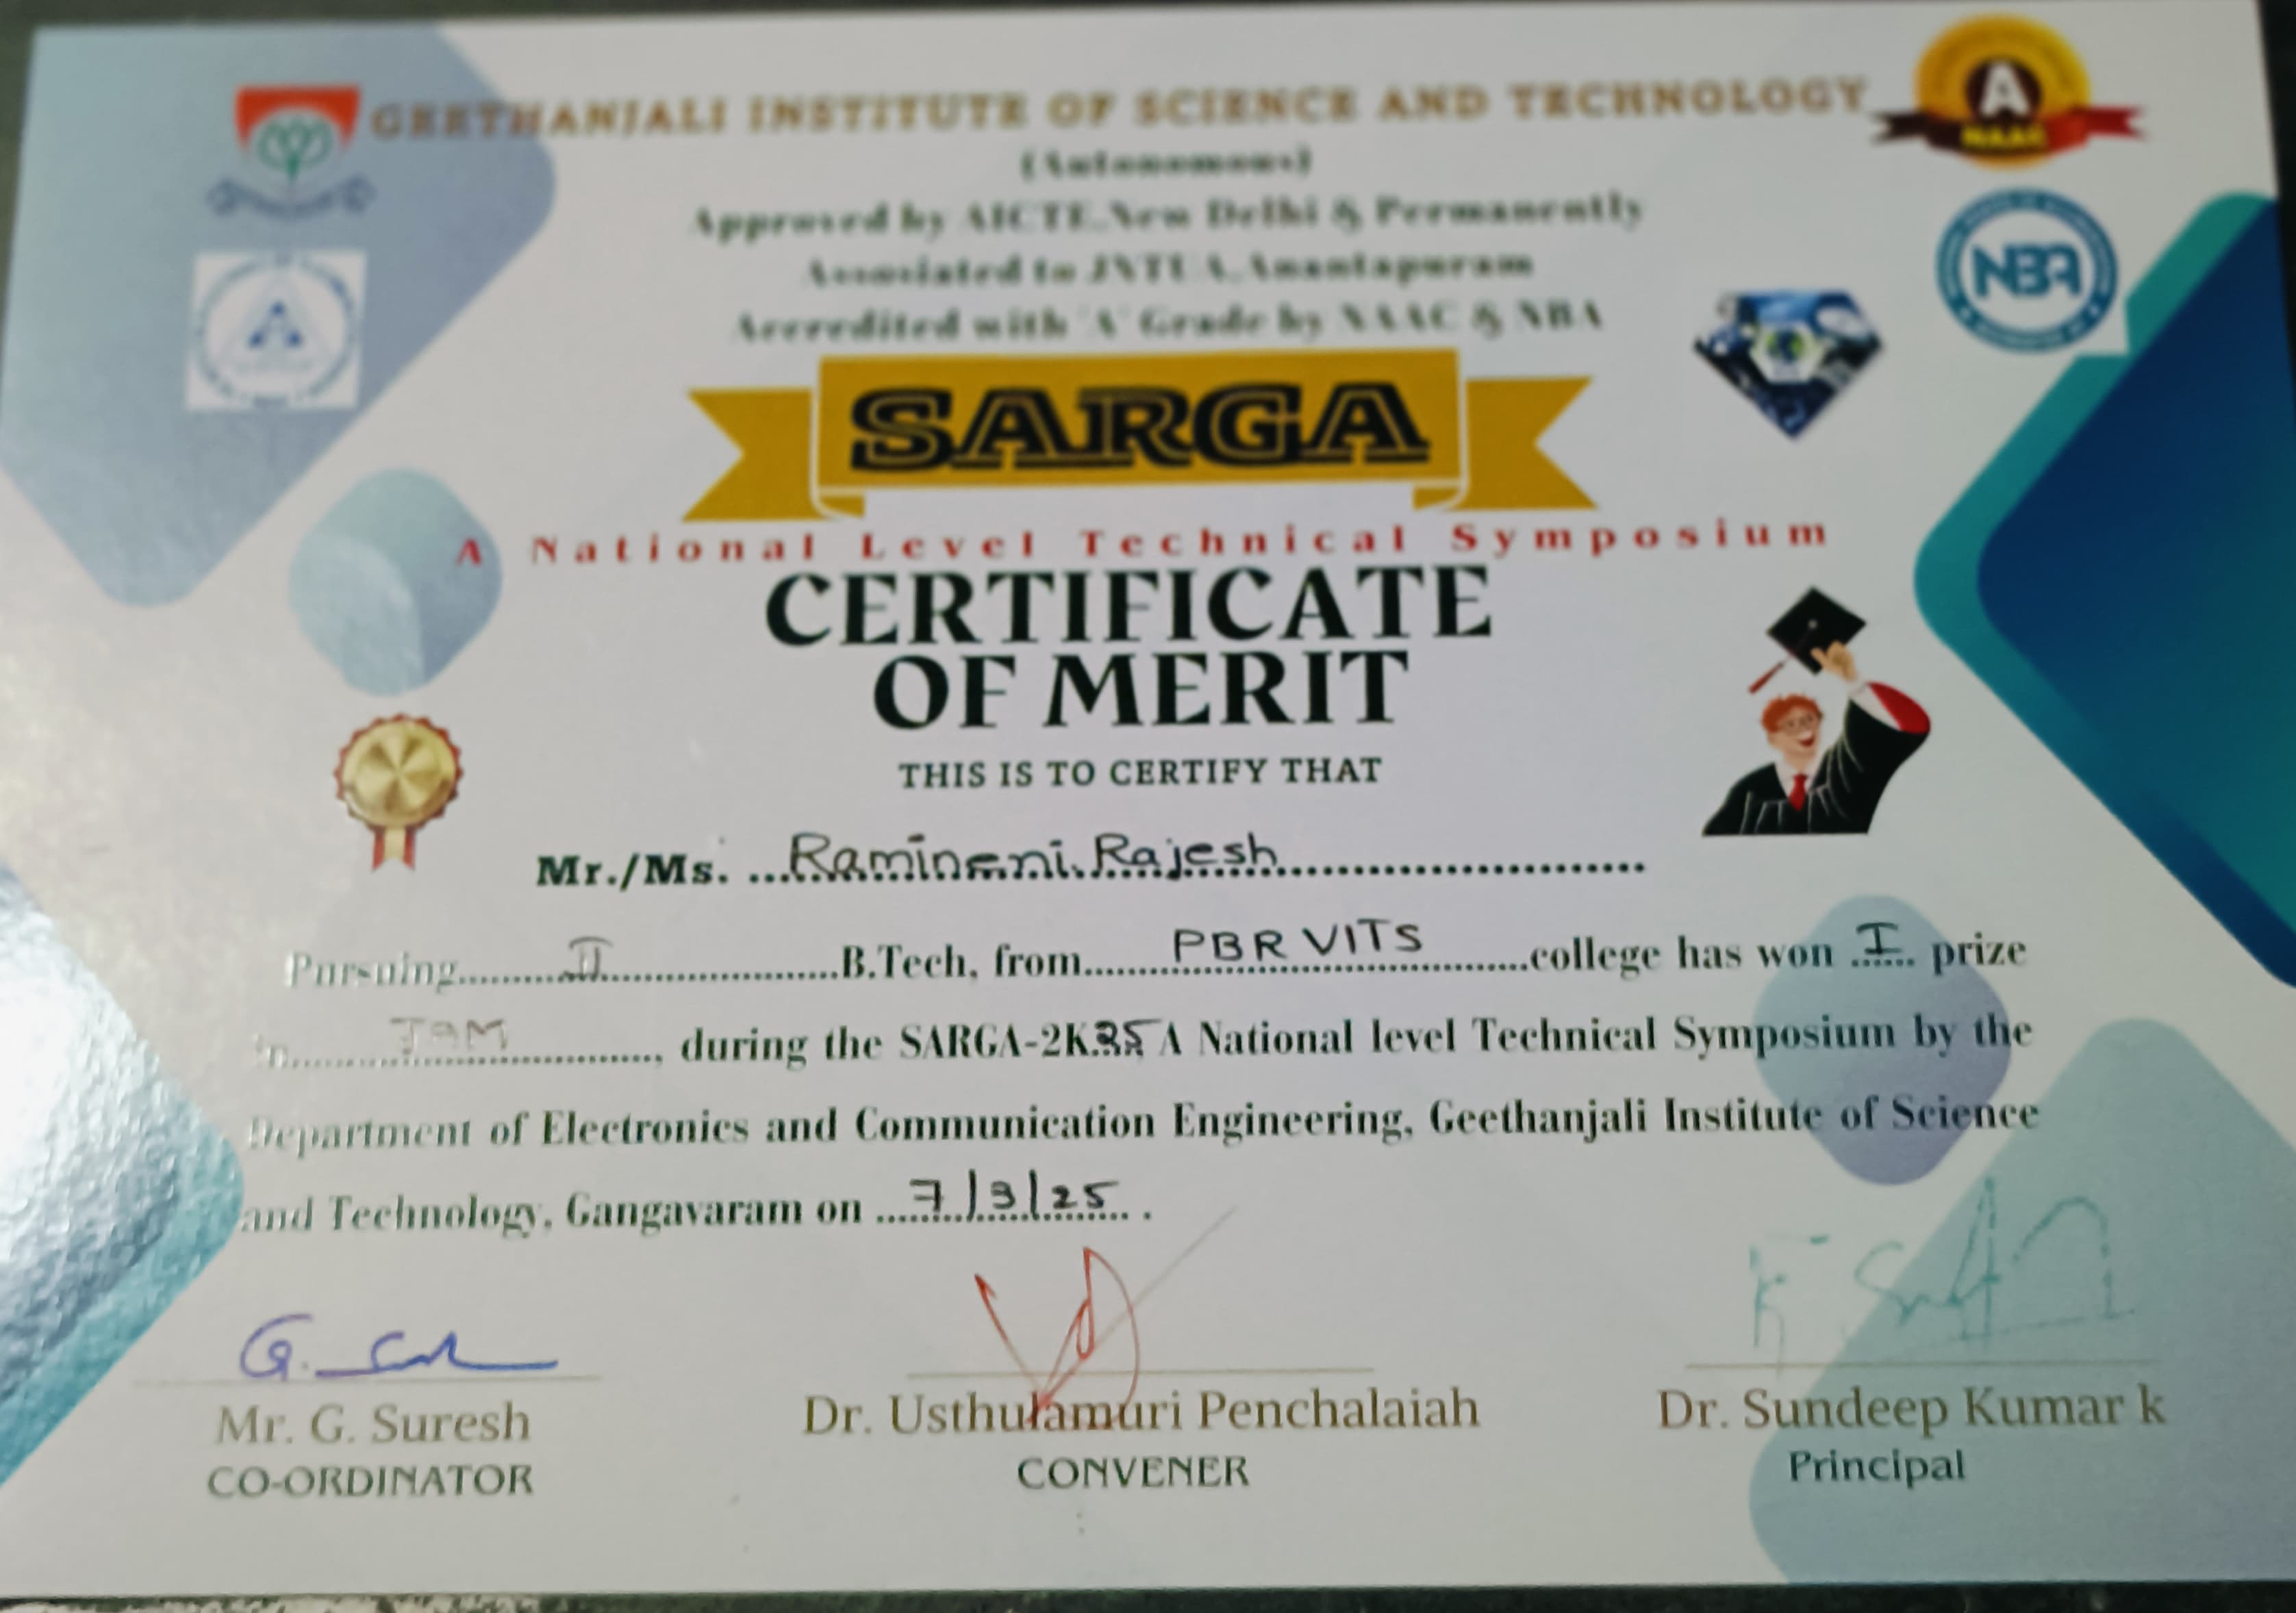 GEETHANJALI INSTITUTE OF SCIENCE AND TECHNOLOGY
(Autonomous)
Approved by AICTE, New Delhi & Permanently
Assosiated to JNTUA, Anantapuram
Accredited with 'A' Grade by NAAC & NBA
A
NAAC
NBA
SARGA
A National Level Technical Symposium
CERTIFICATE
OF MERIT
THIS IS TO CERTIFY THAT
Mr./Ms. ...Ramineni Rajesh...
Pursuing...II...B.Tech, from...PBR VITS...college has won ..I.. prize
in...JAM..., during the SARGA-2K25 A National level Technical Symposium by the
Department of Electronics and Communication Engineering, Geethanjali Institute of Science
and Technology, Gangavaram on ...7/3/25... .
G. 
Mr. G. Suresh
CO-ORDINATOR
Dr. Usthulamuri Penchalaiah
CONVENER
Dr. Sundeep Kumar k
Principal